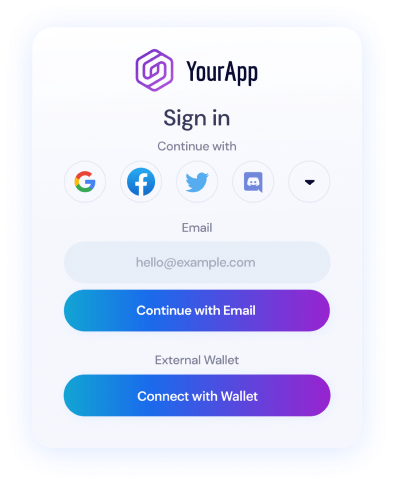 YourApp
Sign in
Continue with
Email
hello@example.com
Continue with Email
External Wallet
Connect with Wallet